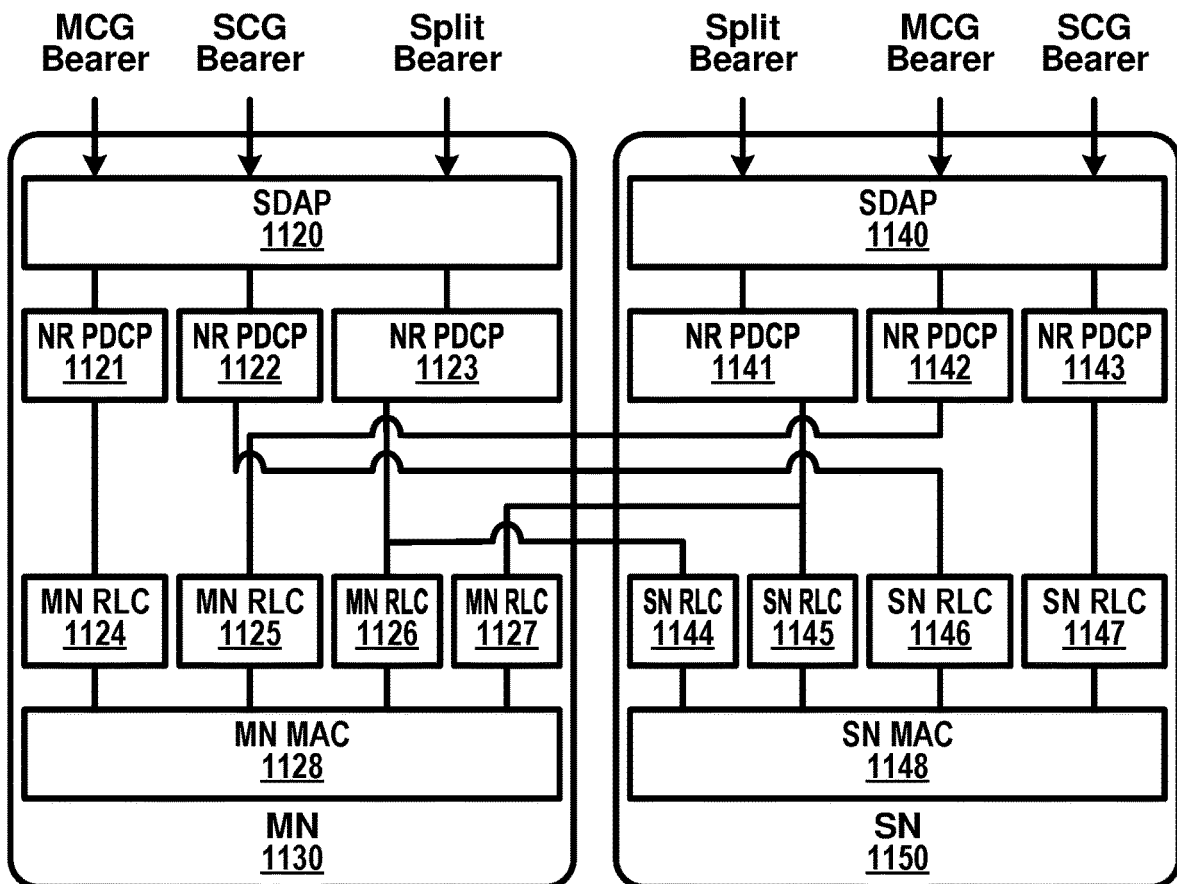 MCG Bearer
SCG Bearer
Split Bearer
Split Bearer
MCG Bearer
SCG Bearer
SDAP
1120
SDAP
1140
NR PDCP
1121
NR PDCP
1122
NR PDCP
1123
NR PDCP
1141
NR PDCP
1142
NR PDCP
1143
MN RLC
1124
MN RLC
1125
MN RLC
1126
MN RLC
1127
SN RLC
1144
SN RLC
1145
SN RLC
1146
SN RLC
1147
MN MAC
1128
SN MAC
1148
MN
1130
SN
1150